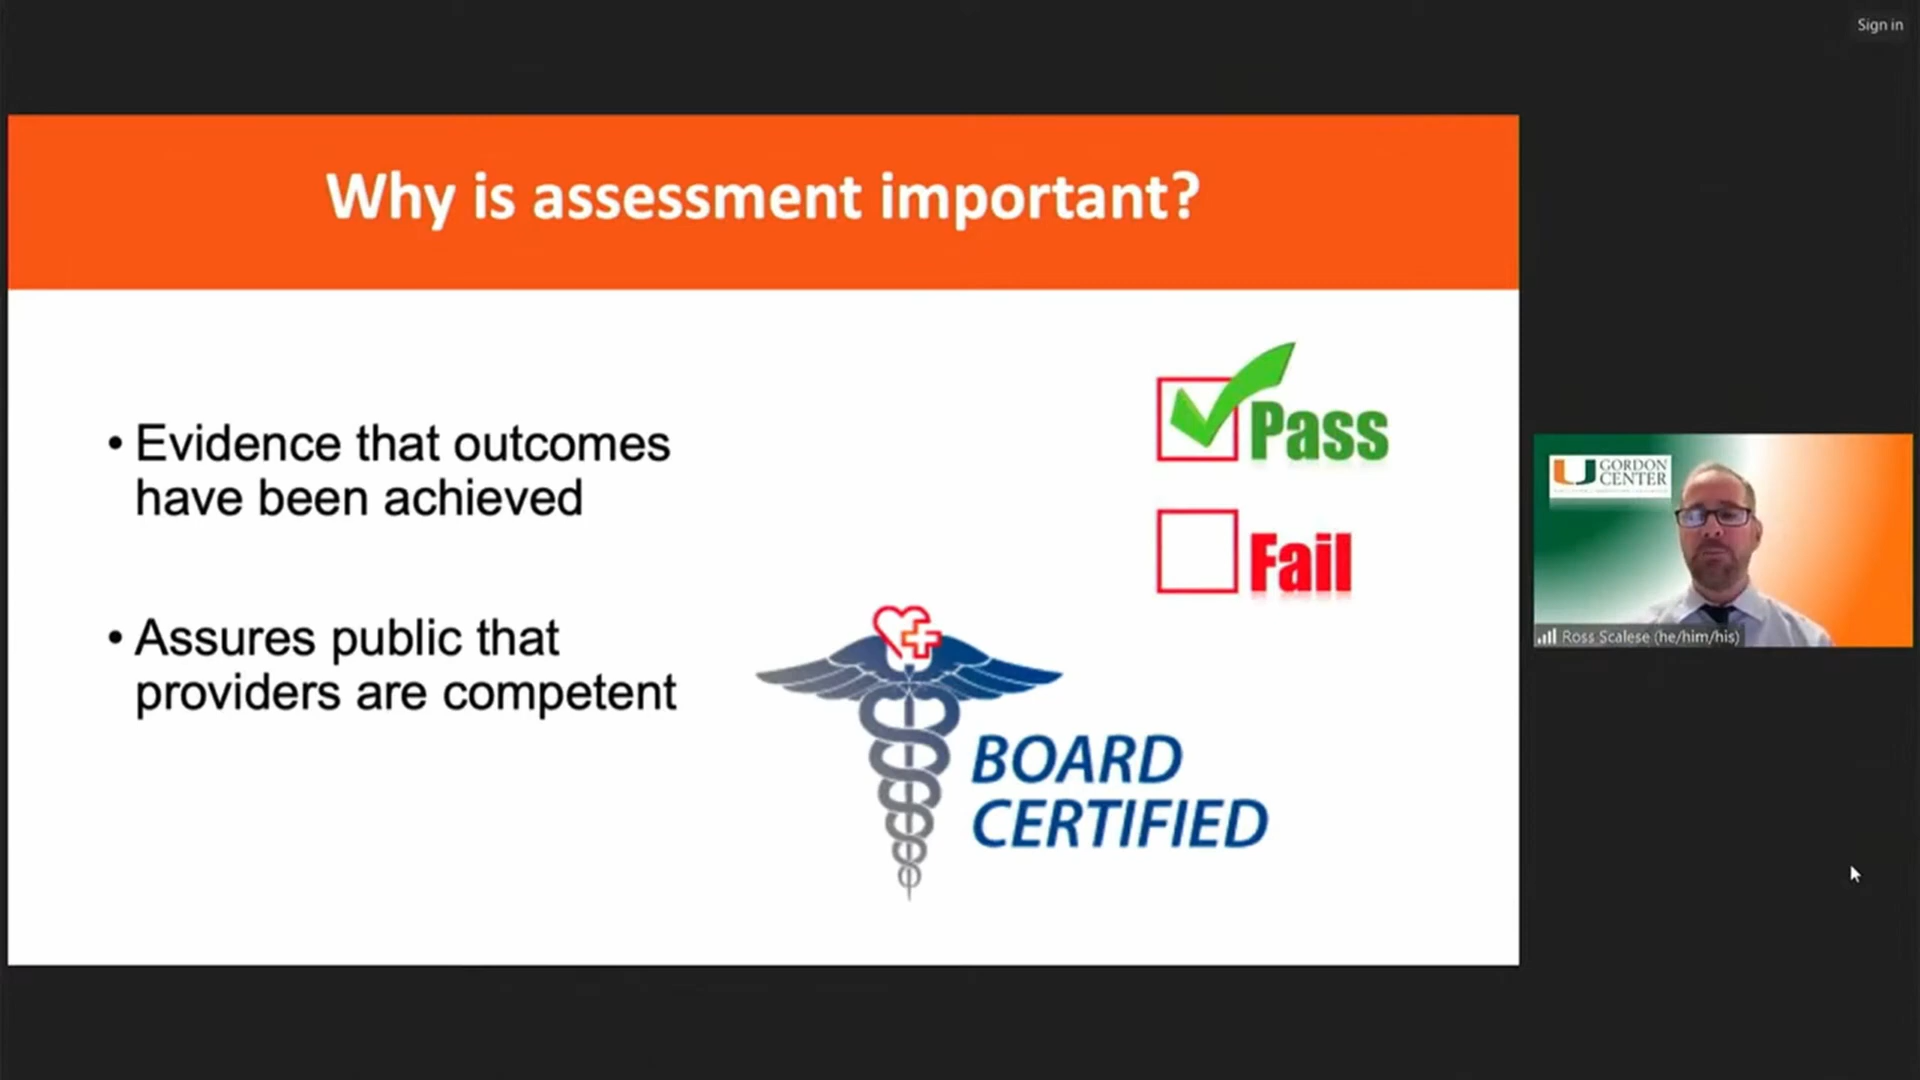 Sign in
Why is assessment important?
• Evidence that outcomes
have been achieved
• Assures public that
providers are competent
Pass
Fail
BOARD
CERTIFIED
GORDON
CENTER
Ross Scalese (he/him/his)